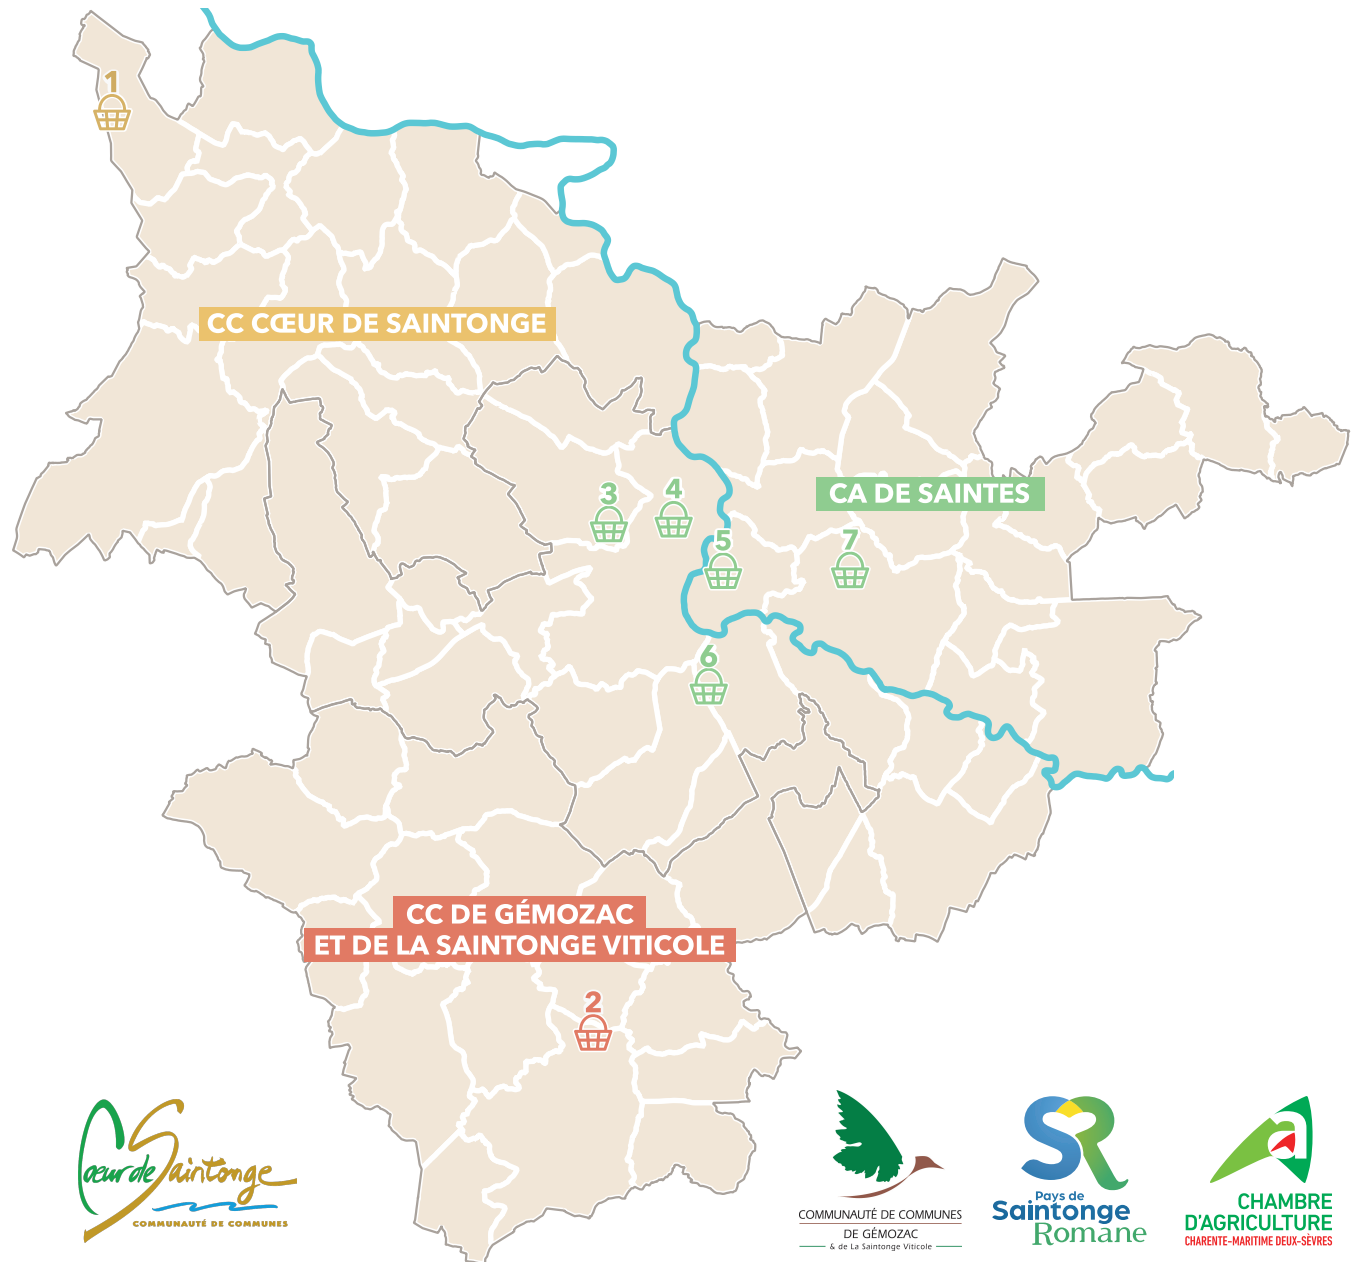 1
CC CŒUR DE SAINTONGE
CA DE SAINTES
3
4
5
7
6
CC DE GÉMOZAC
ET DE LA SAINTONGE VITICOLE
2
Cœur de Saintonge
COMMUNAUTÉ DE COMMUNES
COMMUNAUTÉ DE COMMUNES
DE GÉMOZAC
& de La Saintonge Viticole
SR
Pays de
Saintonge
Romane
a
CHAMBRE
D'AGRICULTURE
CHARENTE-MARITIME DEUX-SÈVRES